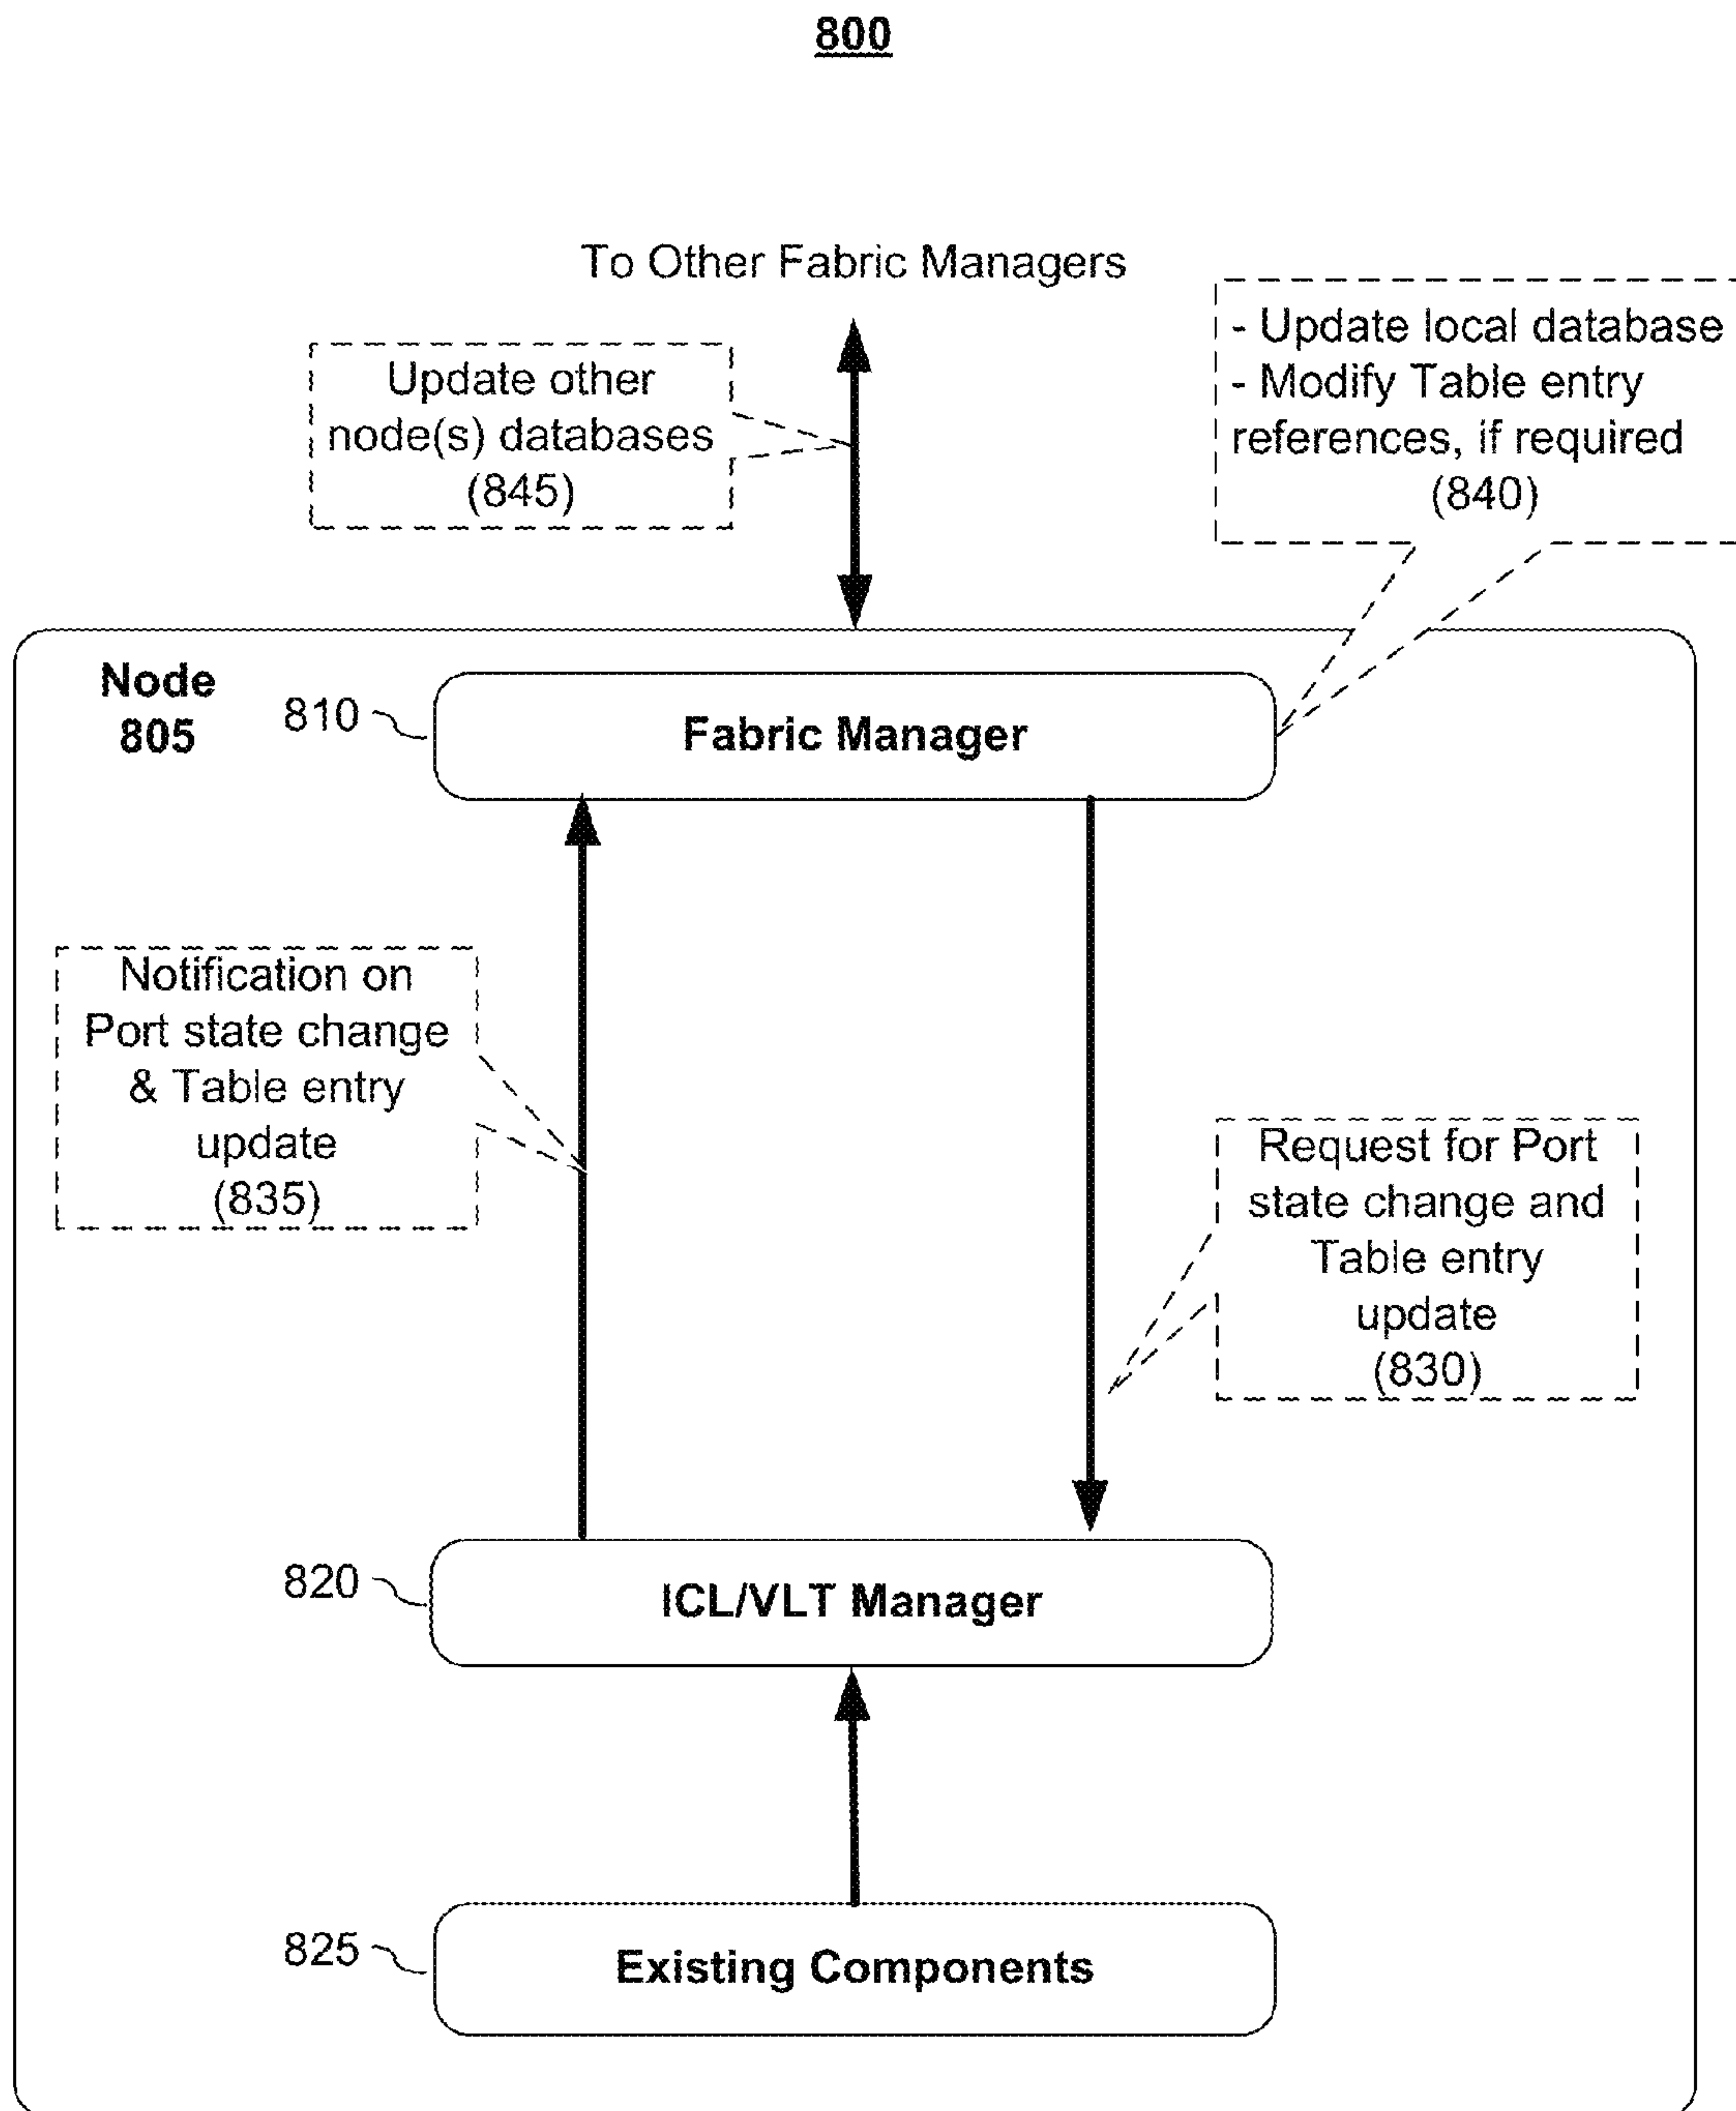 800
To Other Fabric Managers
Update other
node(s) databases
(845)
- Update local database
- Modify Table entry
references, if required
(840)
Node
805
810
Fabric Manager
Notification on
Port state change
& Table entry
update
(835)
Request for Port
state change and
Table entry
update
(830)
820
ICL/VLT Manager
825
Existing Components